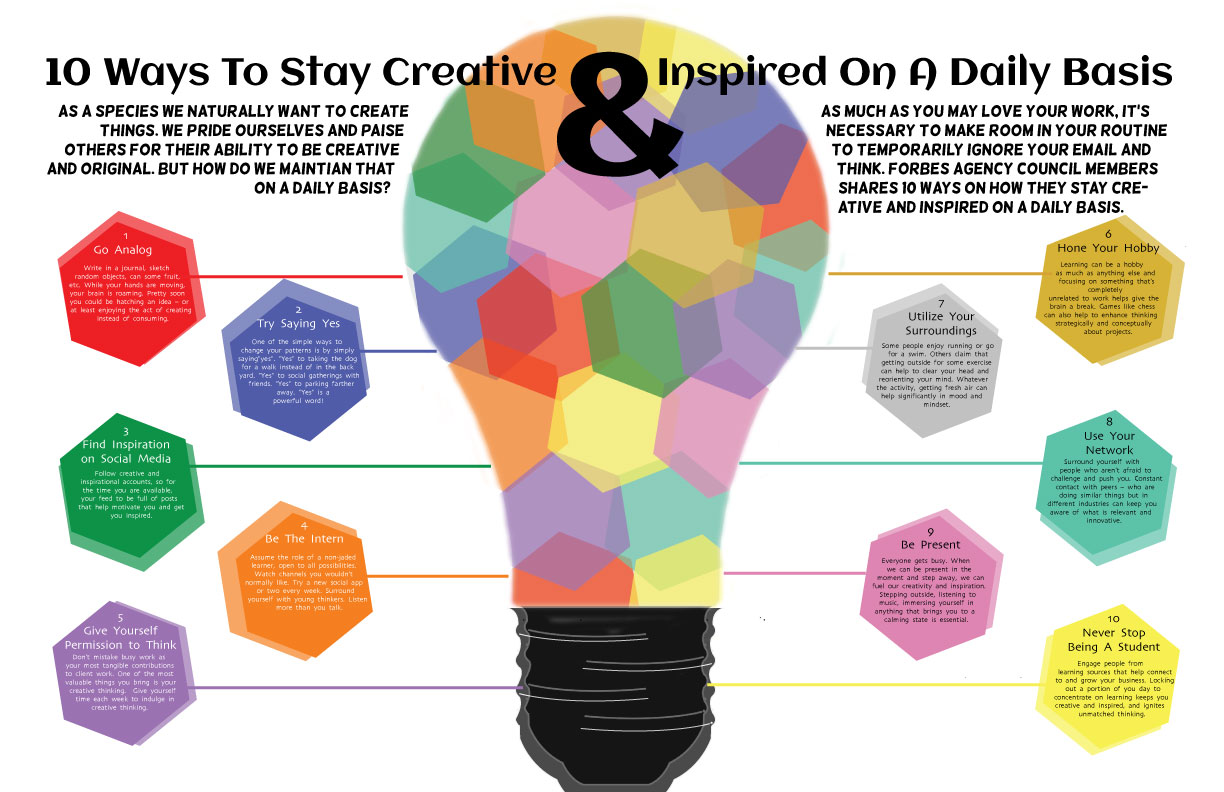 10 Ways To Stay Creative & Inspired On A Daily Basis
AS A SPECIES WE NATURALLY WANT TO CREATE
THINGS. WE PRIDE OURSELVES AND PAISE
OTHERS FOR THEIR ABILITY TO BE CREATIVE
AND ORIGINAL. BUT HOW DO WE MAINTIAN THAT
ON A DAILY BASIS?
AS MUCH AS YOU MAY LOVE YOUR WORK, IT'S
NECESSARY TO MAKE ROOM IN YOUR ROUTINE
TO TEMPORARILY IGNORE YOUR EMAIL AND
THINK. FORBES AGENCY COUNCIL MEMBERS
SHARES 10 WAYS ON HOW THEY STAY CRE-
ATIVE AND INSPIRED ON A DAILY BASIS.
1
Go Analog
Write in a journal, sketch
random objects, can some fruit,
etc. While your hands are moving,
your brain is roaming. Pretty soon
you could be hatching an idea – or
at least enjoying the act of creating
instead of consuming.
2
Try Saying Yes
One of the simple ways to
change your patterns is by simply
saying"yes". "Yes" to taking the dog
for a walk instead of in the back
yard. "Yes" to social gatherings with
friends. "Yes" to parking farther
away. "Yes" is a
powerful word!
3
Find Inspiration
on Social Media
Follow creative and
inspirational accounts, so for
the time you are available,
your feed to be full of posts
that help motivate you and get
you inspired.
4
Be The Intern
Assume the role of a non-jaded
learner, open to all possibilities.
Watch channels you wouldn't
normally like. Try a new social app
or two every week. Surround
yourself with young thinkers. Listen
more than you talk.
5
Give Yourself
Permission to Think
Don't mistake busy work as
your most tangible contributions
to client work. One of the most
valuable things you bring is your
creative thinking. Give yourself
time each week to indulge in
creative thinking.
6
Hone Your Hobby
Learning can be a hobby
as much as anything else and
focusing on something that's
completely
unrelated to work helps give the
brain a break. Games like chess
can also help to enhance thinking
strategically and conceptually
about projects.
7
Utilize Your
Surroundings
Some people enjoy running or go
for a swim. Others claim that
getting outside for some exercise
can help to clear your head and
reorienting your mind. Whatever
the activity, getting fresh air can
help significantly in mood and
mindset.
8
Use Your
Network
Surround yourself with
people who aren't afraid to
challenge and push you. Constant
contact with peers – who are
doing similar things but in
different industries can keep you
aware of what is relevant and
innovative.
9
Be Present
Everyone gets busy. When
we can be present in the
moment and step away, we can
fuel our creativity and inspiration.
Stepping outside, listening to
music, immersing yourself in
anything that brings you to a
calming state is essential.
10
Never Stop
Being A Student
Engage people from
learning sources that help connect
to and grow your business. Locking
out a portion of you day to
concentrate on learning keeps you
creative and inspired, and ignites
unmatched thinking.